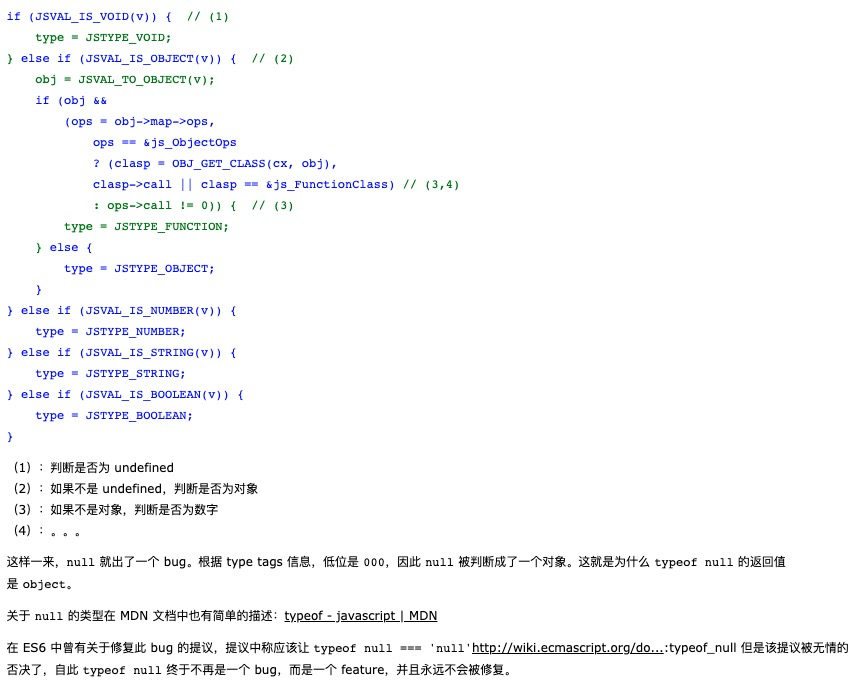 if (JSVAL_IS_VOID(v)) {  // (1)
    type = JSTYPE_VOID;
} else if (JSVAL_IS_OBJECT(v)) {  // (2)
    obj = JSVAL_TO_OBJECT(v);
    if (obj &&
        (ops = obj->map->ops,
            ops == &js_ObjectOps
            ? (clasp = OBJ_GET_CLASS(cx, obj),
            clasp->call || clasp == &js_FunctionClass) // (3,4)
            : ops->call != 0)) {  // (3)
        type = JSTYPE_FUNCTION;
    } else {
        type = JSTYPE_OBJECT;
    }
} else if (JSVAL_IS_NUMBER(v)) {
    type = JSTYPE_NUMBER;
} else if (JSVAL_IS_STRING(v)) {
    type = JSTYPE_STRING;
} else if (JSVAL_IS_BOOLEAN(v)) {
    type = JSTYPE_BOOLEAN;
}
（1）：判断是否为 undefined
（2）：如果不是 undefined，判断是否为对象
（3）：如果不是对象，判断是否为数字
（4）：。。。
这样一来，null 就出了一个 bug。根据 type tags 信息，低位是 000，因此 null 被判断成了一个对象。这就是为什么 typeof null 的返回值
是 object。
关于 null 的类型在 MDN 文档中也有简单的描述：typeof - javascript | MDN
在 ES6 中曾有关于修复此 bug 的提议，提议中称应该让 typeof null === 'null'http://wiki.ecmascript.org/do...:typeof_null 但是该提议被无情的
否决了，自此 typeof null 终于不再是一个 bug，而是一个 feature，并且永远不会被修复。